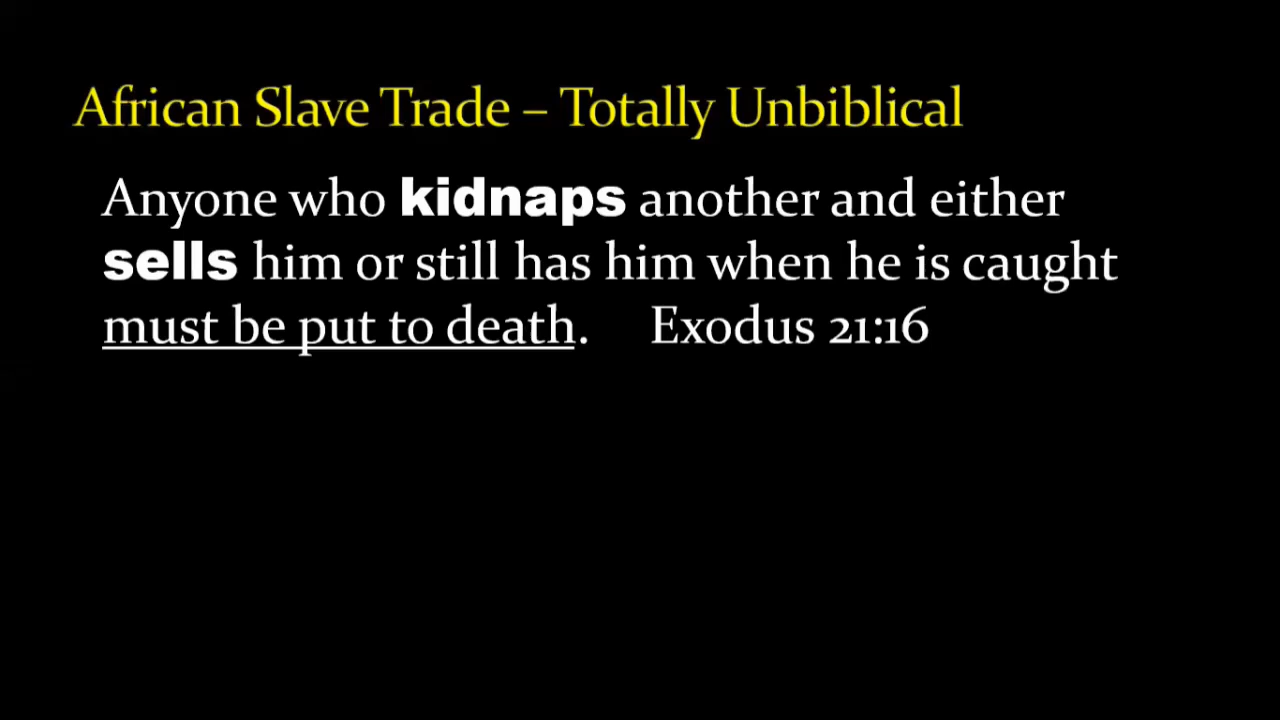 African Slave Trade – Totally Unbiblical
Anyone who kidnaps another and either
sells him or still has him when he is caught
must be put to death. Exodus 21:16